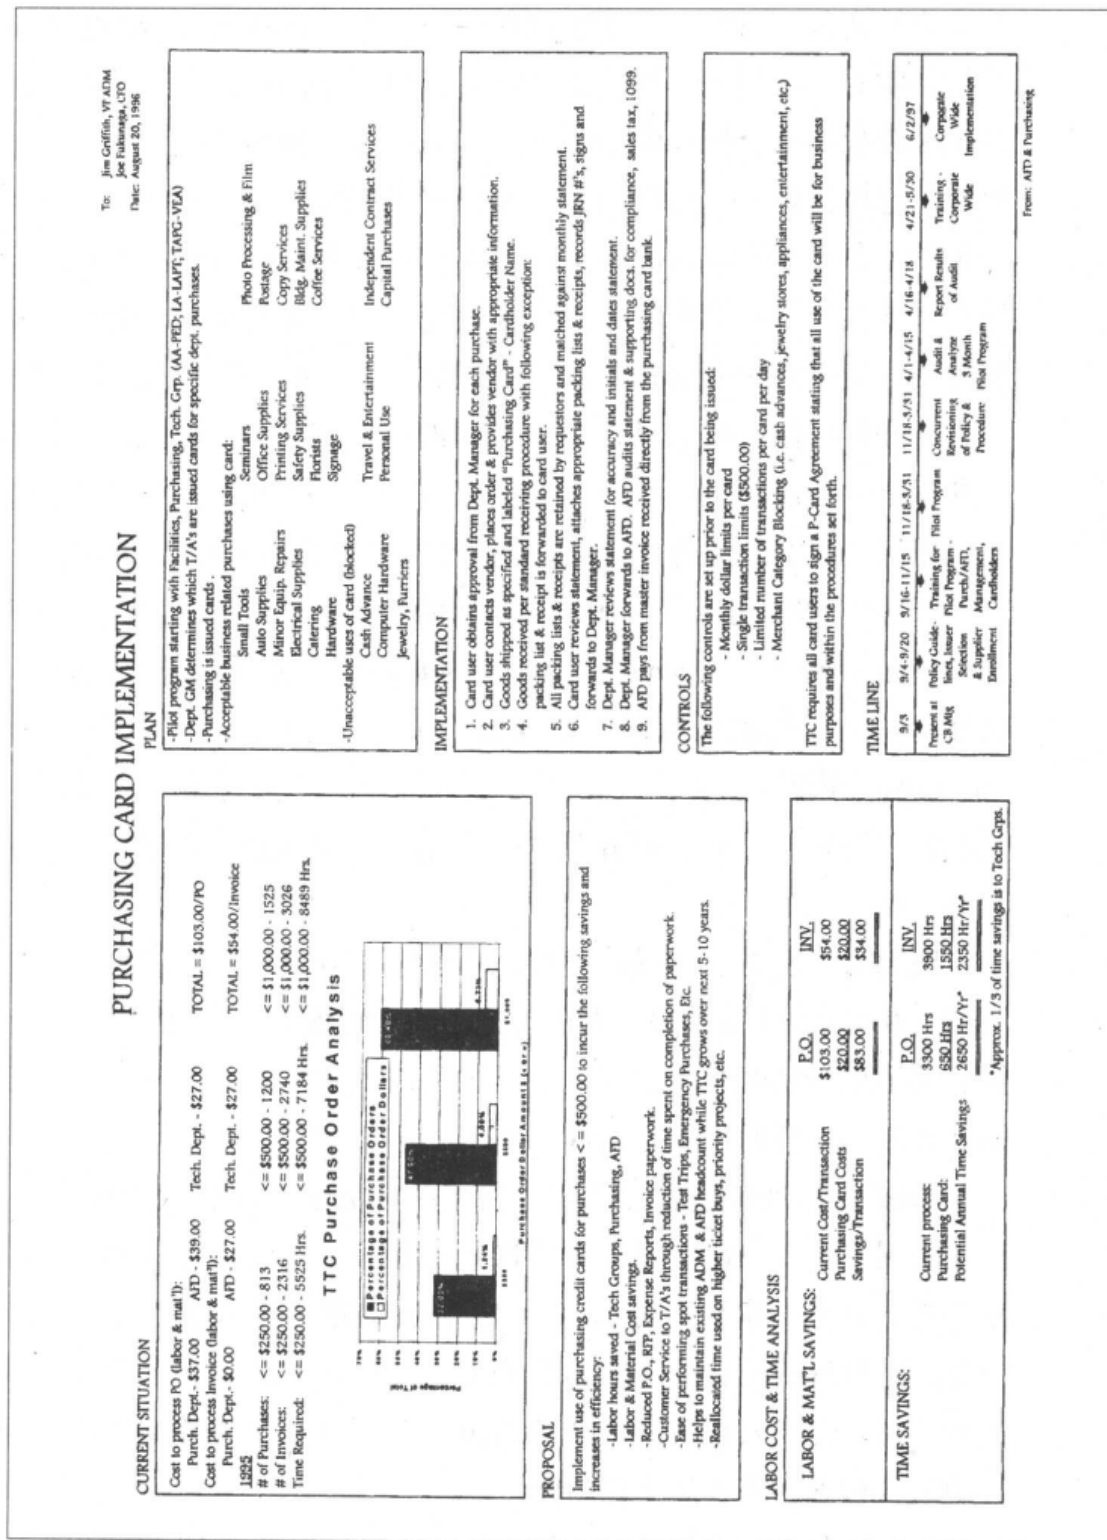 To: Jim Griffith, VT ADM
Joe Fukunaga, CFO
Date: August 20, 1996
PURCHASING CARD IMPLEMENTATION
CURRENT SITUATION
Cost to process PO (labor & mat'l):
Purch. Dept.- $37.00 AFD - $39.00 Tech. Dept. - $27.00 TOTAL = $103.00/PO
Cost to process Invoice (labor & mat'l):
Purch. Dept.- $0.00 AFD - $27.00 Tech. Dept. - $27.00 TOTAL = $54.00/Invoice
1995
# of Purchases: <= $250.00 - 813 <= $500.00 - 1200 <= $1,000.00 - 1525
# of Invoices: <= $250.00 - 2316 <= $500.00 - 2740 <= $1,000.00 - 3026
Time Required: <= $250.00 - 5525 Hrs. <= $500.00 - 7184 Hrs. <= $1,000.00 - 8489 Hrs.
TTC Purchase Order Analysis
Percentage of Purchase Orders
Percentage of Purchase Order Dollars
Percentage of Total
70%
60%
50%
40%
30%
20%
10%
0%
Purchase Order Dollar Amounts (< or =)
PROPOSAL
Implement use of purchasing credit cards for purchases < = $500.00 to incur the following savings and
increases in efficiency:
-Labor hours saved - Tech Groups, Purchasing, AFD
-Labor & Material Cost savings.
-Reduced P.O., RFP, Expense Reports, Invoice paperwork.
-Customer Service to T/A's through reduction of time spent on completion of paperwork.
-Ease of performing spot transactions - Test Trips, Emergency Purchases, Etc.
-Helps to maintain existing ADM & AFD headcount while TTC grows over next 5-10 years.
-Reallocated time used on higher ticket buys, priority projects, etc.
LABOR COST & TIME ANALYSIS
LABOR & MAT'L SAVINGS: P.O. INV.
Current Cost/Transaction $103.00 $54.00
Purchasing Card Costs $20.00 $20.00
Savings/Transaction $83.00 $34.00
TIME SAVINGS: P.O. INV.
Current process: 3300 Hrs 3900 Hrs
Purchasing Card: 650 Hrs 1550 Hrs
Potential Annual Time Savings 2650 Hr/Yr* 2350 Hr/Yr*
*Approx. 1/3 of time savings is to Tech Grps.
PLAN
-Pilot program starting with Facilities, Purchasing, Tech. Grp. (AA-PED; LA-LAPT; TAPG-VEA)
-Dept. GM determines which T/A's are issued cards for specific dept. purchases.
-Purchasing is issued cards.
-Acceptable business related purchases using card:
Small Tools Seminars Photo Processing & Film
Auto Supplies Office Supplies Postage
Minor Equip. Repairs Printing Services Copy Services
Electrical Supplies Safety Supplies Bldg. Maint. Supplies
Catering Florists Coffee Services
Hardware Signage
-Unacceptable uses of card (blocked)
Cash Advance Travel & Entertainment Independent Contract Services
Computer Hardware Personal Use Capital Purchases
Jewelry, Furriers
IMPLEMENTATION
1. Card user obtains approval from Dept. Manager for each purchase.
2. Card user contacts vendor, places order & provides vendor with appropriate information.
3. Goods shipped as specified and labeled "Purchasing Card" - Cardholder Name.
4. Goods received per standard receiving procedure with following exception:
packing list & receipt is forwarded to card user.
5. All packing lists & receipts are retained by requestors and matched against monthly statement.
6. Card user reviews statement, attaches appropriate packing lists & receipts, records JRN #'s, signs and
forwards to Dept. Manager.
7. Dept. Manager reviews statement for accuracy and initials and dates statement.
8. Dept. Manager forwards to AFD. AFD audits statement & supporting docs. for compliance, sales tax, 1099.
9. AFD pays from master invoice received directly from the purchasing card bank.
CONTROLS
The following controls are set up prior to the card being issued:
- Monthly dollar limits per card
- Single transaction limits ($500.00)
- Limited number of transactions per card per day
- Merchant Category Blocking (i.e. cash advances, jewelry stores, appliances, entertainment, etc.)
TTC requires all card users to sign a P-Card Agreement stating that all use of the card will be for business
purposes and within the procedures set forth.
TIME LINE
9/3 9/4-9/20 9/16-11/15 11/18-3/31 11/18-3/31 4/1-4/15 4/16-4/18 4/21-5/30 6/2/97
Present at Policy Guide- Training for Pilot Program Concurrent Audit & Report Results Training - Corporate
CB Mtg lines, Issuer Pilot Program - Revisioning Analyze of Audit Corporate Wide
Selection Purch/AFD, of Policy & 3 Month Wide Implementation
& Supplier Management, Procedure Pilot Program
Enrollment Cardholders
From: AFD & Purchasing